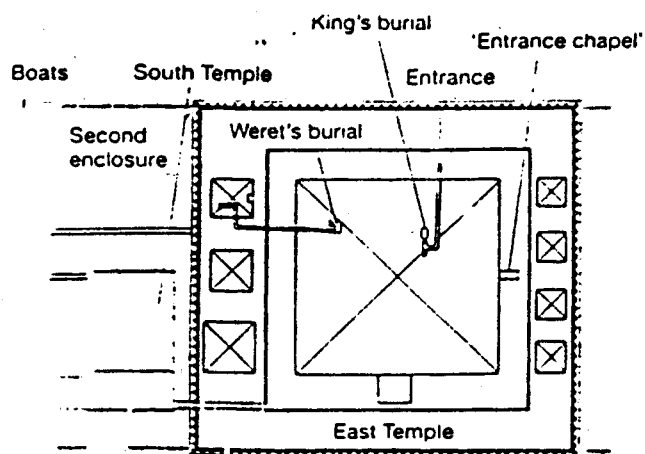 King's burial
'Entrance chapel'
Boats
South Temple
Entrance
Second
enclosure
Weret's burial
East Temple